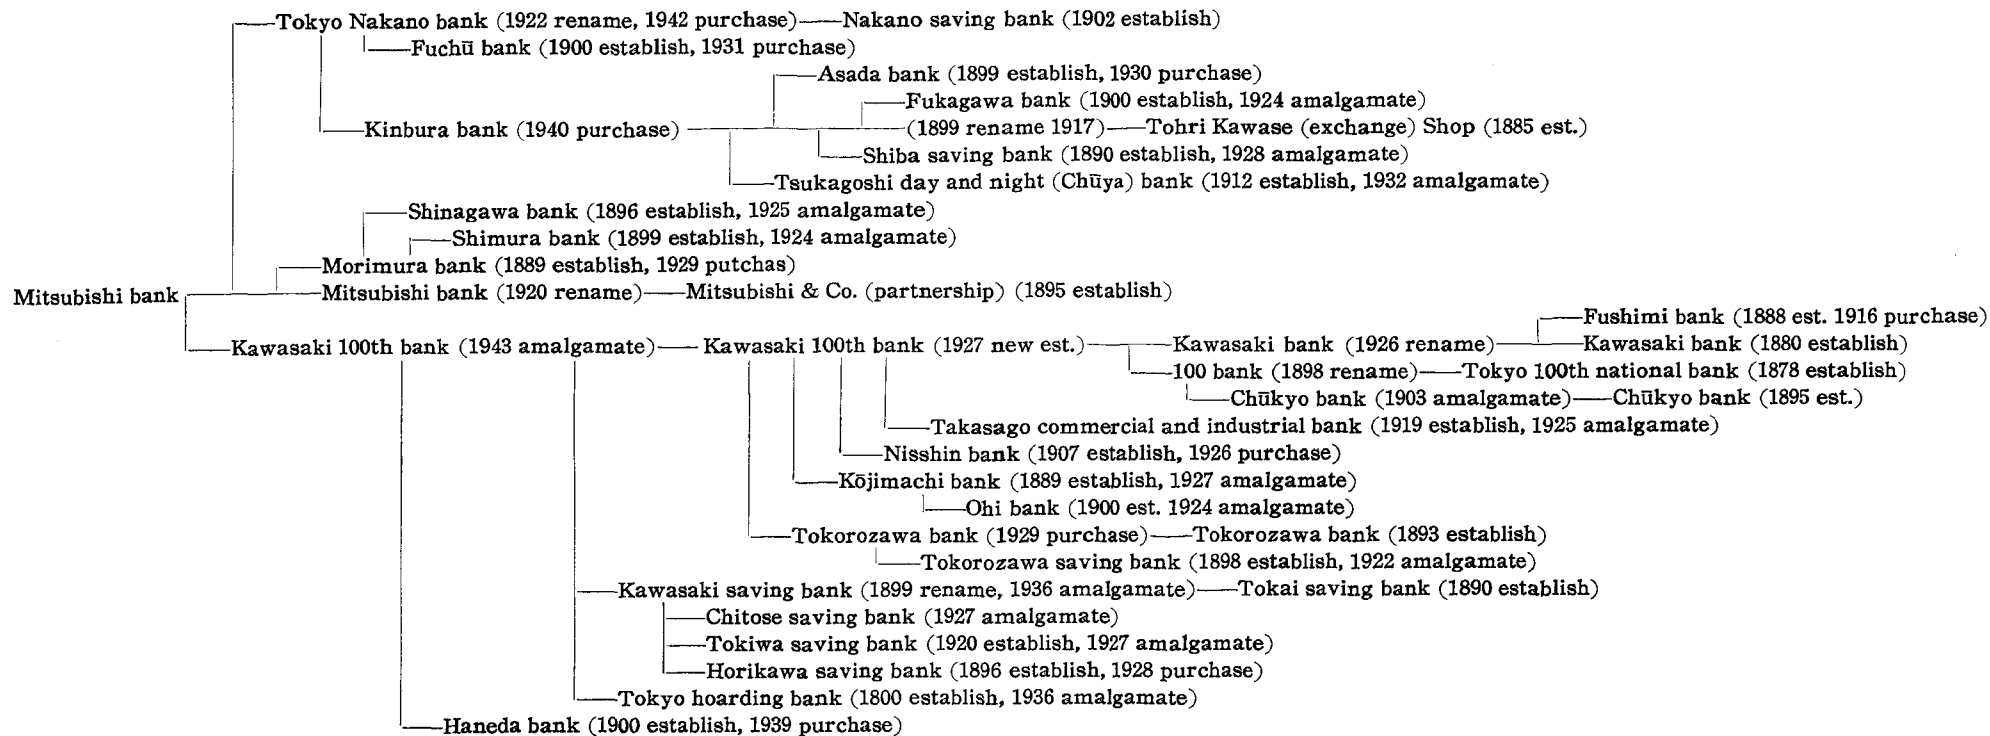 Tokyo Nakano bank (1922 rename, 1942 purchase)—Nakano saving bank (1902 establish)
Fuchū bank (1900 establish, 1931 purchase)
Asada bank (1899 establish, 1930 purchase)
Fukagawa bank (1900 establish, 1924 amalgamate)
Kinbura bank (1940 purchase)—(1899 rename 1917)—Tohri Kawase (exchange) Shop (1885 est.)
Shiba saving bank (1890 establish, 1928 amalgamate)
Tsukagoshi day and night (Chūya) bank (1912 establish, 1932 amalgamate)
Shinagawa bank (1896 establish, 1925 amalgamate)
Shimura bank (1899 establish, 1924 amalgamate)
Morimura bank (1889 establish, 1929 putchas)
Mitsubishi bank—Mitsubishi bank (1920 rename)—Mitsubishi & Co. (partnership) (1895 establish)
Fushimi bank (1888 est. 1916 purchase)
Kawasaki 100th bank (1943 amalgamate)—Kawasaki 100th bank (1927 new est.)—Kawasaki bank (1926 rename)—Kawasaki bank (1880 establish)
100 bank (1898 rename)—Tokyo 100th national bank (1878 establish)
Chūkyo bank (1903 amalgamate)—Chūkyo bank (1895 est.)
Takasago commercial and industrial bank (1919 establish, 1925 amalgamate)
Nisshin bank (1907 establish, 1926 purchase)
Kōjimachi bank (1889 establish, 1927 amalgamate)
Ohi bank (1900 est. 1924 amalgamate)
Tokorozawa bank (1929 purchase)—Tokorozawa bank (1893 establish)
Tokorozawa saving bank (1898 establish, 1922 amalgamate)
Kawasaki saving bank (1899 rename, 1936 amalgamate)—Tokai saving bank (1890 establish)
Chitose saving bank (1927 amalgamate)
Tokiwa saving bank (1920 establish, 1927 amalgamate)
Horikawa saving bank (1896 establish, 1928 purchase)
Tokyo hoarding bank (1800 establish, 1936 amalgamate)
Haneda bank (1900 establish, 1939 purchase)